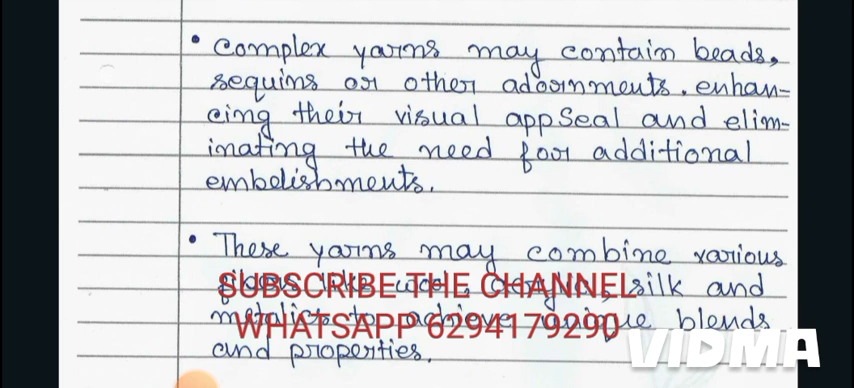 • Complex yarns may contain beads,
sequins or other adornments. enhan-
cing their visual appSeal and elim-
inating the need foor additional
embelishments.
• These yarns may combine various
SUBSCRIBE THE CHANNEL
silk and
WHATSAPP 6294179290
blends
and properties.
VIDMA